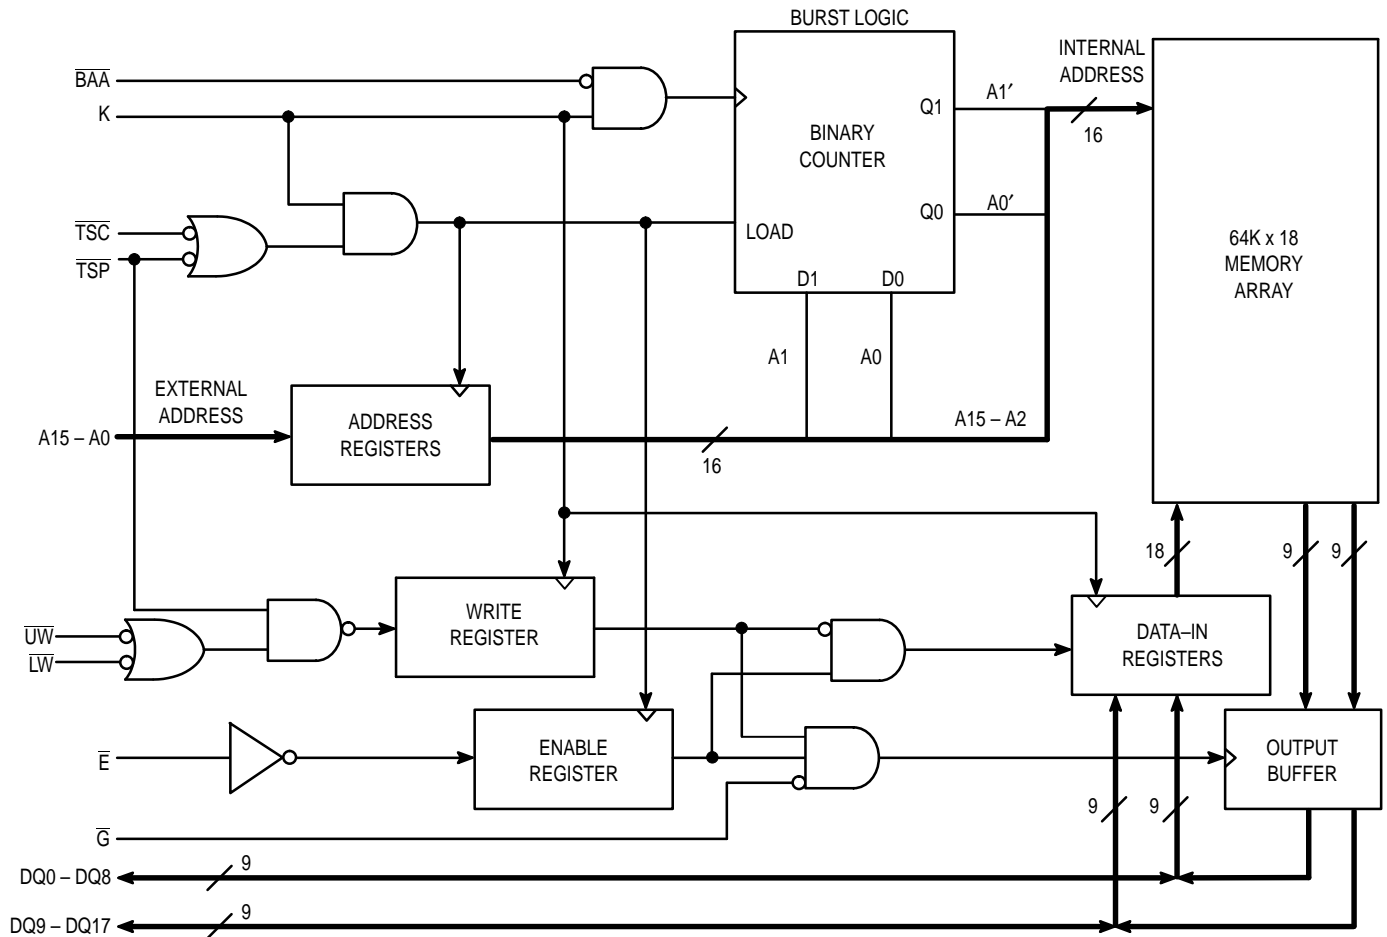 BURST LOGIC
BAA
K
TSC
TSP
BINARY
COUNTER
Q1
Q0
LOAD
D1
D0
A1′
A0′
INTERNAL
ADDRESS
16
64K x 18
MEMORY
ARRAY
A1
A0
EXTERNAL
ADDRESS
A15 – A0
ADDRESS
REGISTERS
16
A15 – A2
18
9
9
UW
LW
WRITE
REGISTER
DATA–IN
REGISTERS
E
ENABLE
REGISTER
OUTPUT
BUFFER
G
9
9
DQ0 – DQ8
9
DQ9 – DQ17
9